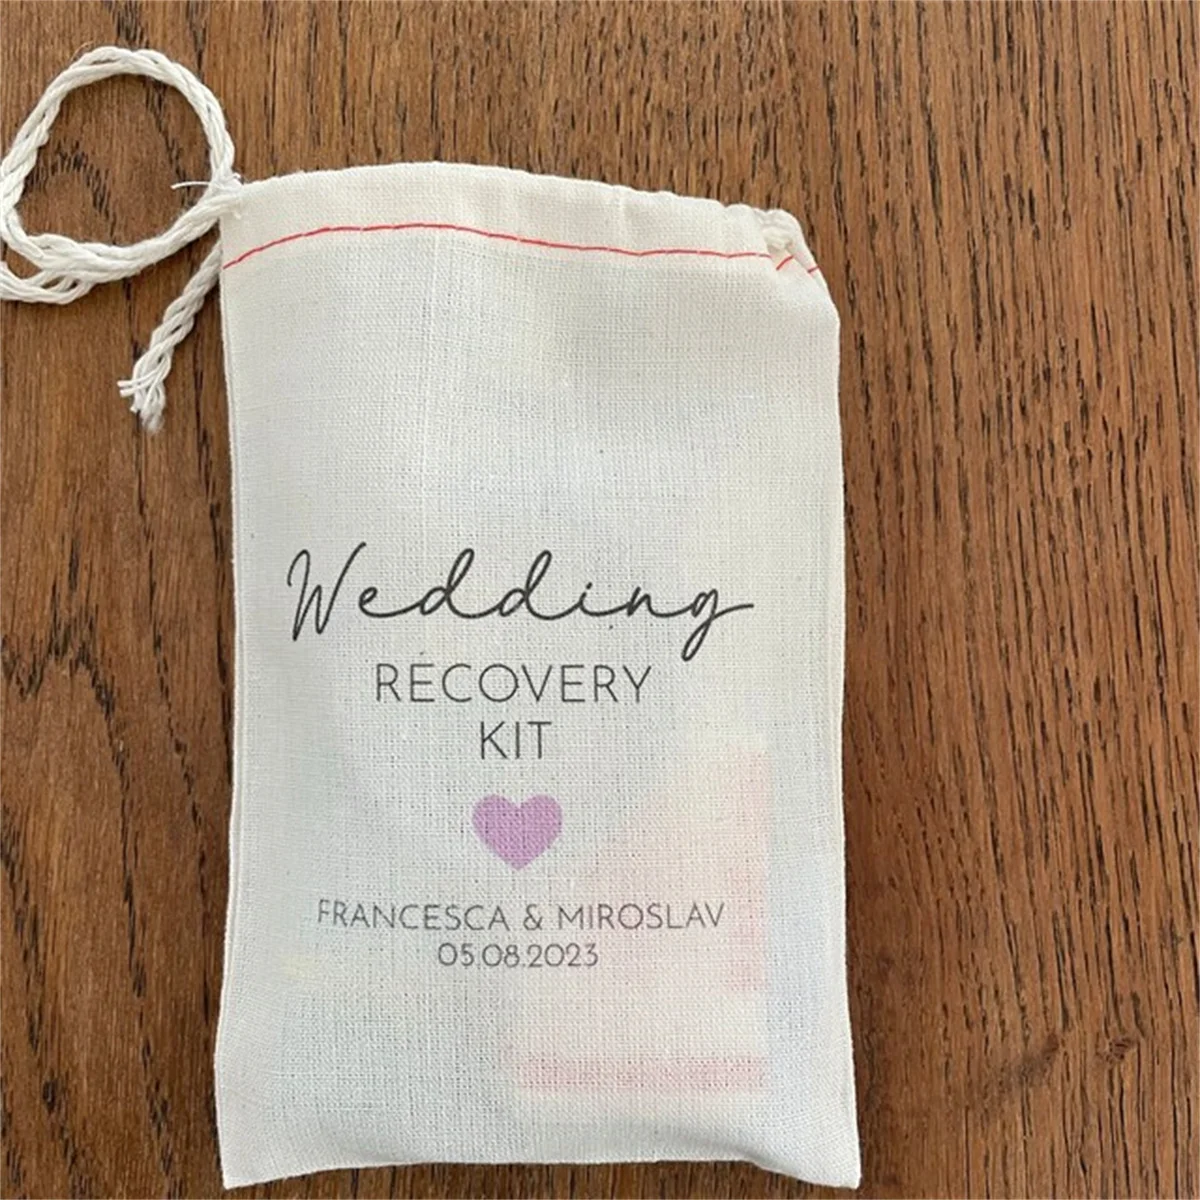 Wedding
RECOVERY
KIT
FRANCESCA & MIROSLAV
05.08.2023